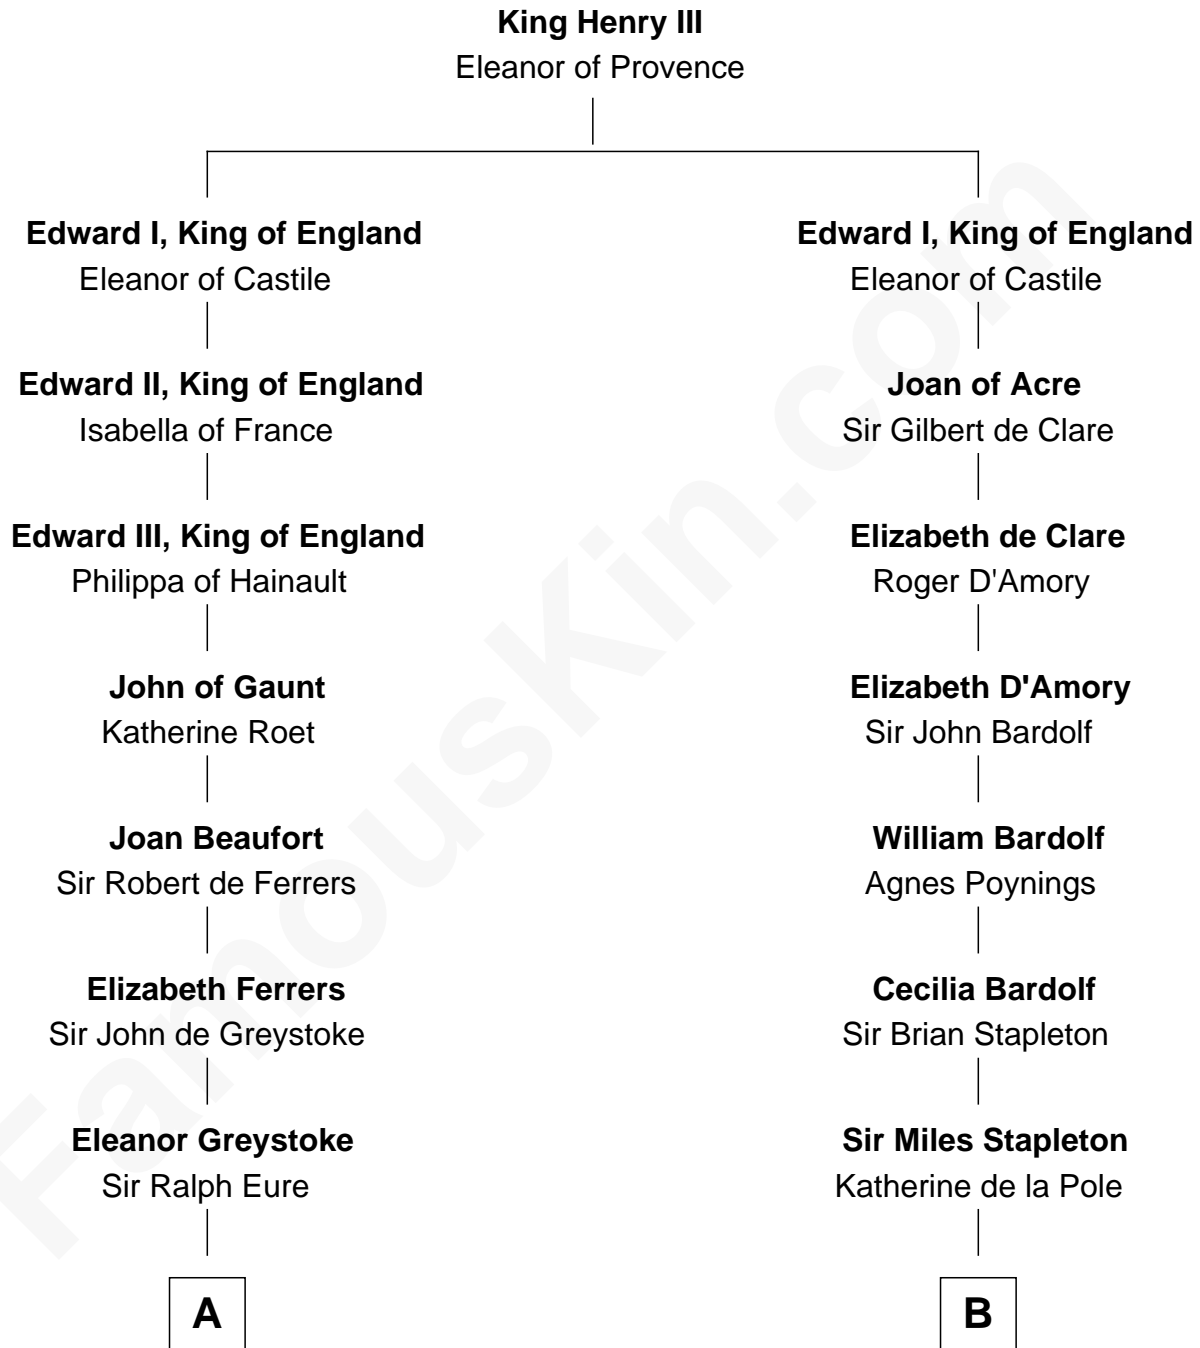 King Henry III
Eleanor of Provence
Edward I, King of England
Eleanor of Castile
Edward I, King of England
Eleanor of Castile
Edward II, King of England
Isabella of France
Joan of Acre
Sir Gilbert de Clare
Edward III, King of England
Philippa of Hainault
Elizabeth de Clare
Roger D'Amory
John of Gaunt
Katherine Roet
Elizabeth D'Amory
Sir John Bardolf
Joan Beaufort
Sir Robert de Ferrers
William Bardolf
Agnes Poynings
Elizabeth Ferrers
Sir John de Greystoke
Cecilia Bardolf
Sir Brian Stapleton
Eleanor Greystoke
Sir Ralph Eure
Sir Miles Stapleton
Katherine de la Pole
A
B
FamousKin.com